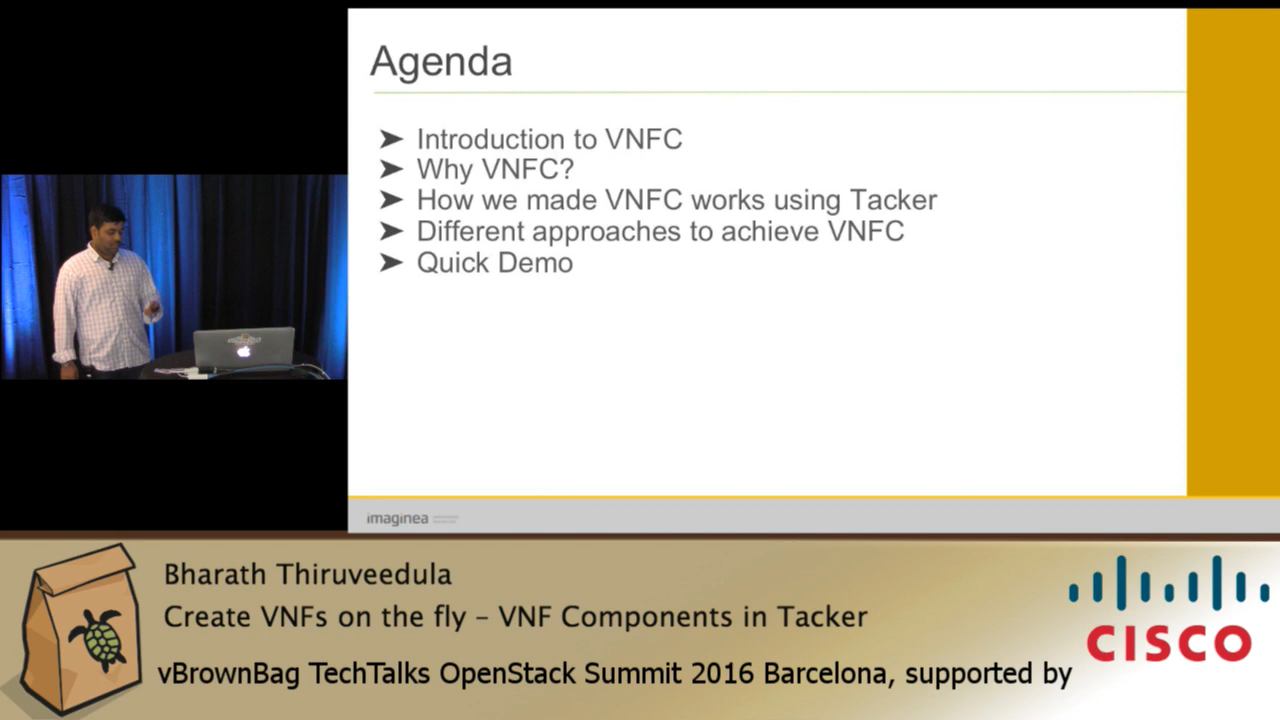 Agenda
➤ Introduction to VNFC
➤ Why VNFC?
➤ How we made VNFC works using Tacker
➤ Different approaches to achieve VNFC
➤ Quick Demo
imaginea
Bharath Thiruveedula
Create VNFs on the fly – VNF Components in Tacker
vBrownBag TechTalks OpenStack Summit 2016 Barcelona, supported by
CISCO